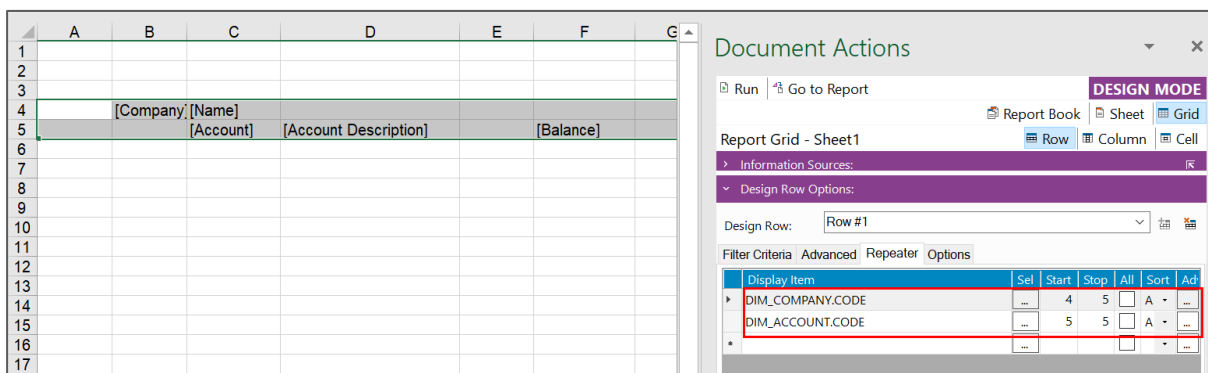 A B C D E F G
Document Actions
1
2
3
4 [Company] [Name]
5 [Account] [Account Description] [Balance]
6
7
8
9
10
11
12
13
14
15
16
17
Run Go to Report DESIGN MODE
Report Book Sheet Grid
Report Grid - Sheet1 Row Column Cell
Information Sources:
Design Row Options:
Design Row: Row #1
Filter Criteria Advanced Repeater Options
Display Item Sel Start Stop All Sort Ad
DIM_COMPANY.CODE ... 4 5 A ...
DIM_ACCOUNT.CODE ... 5 5 A ...
...